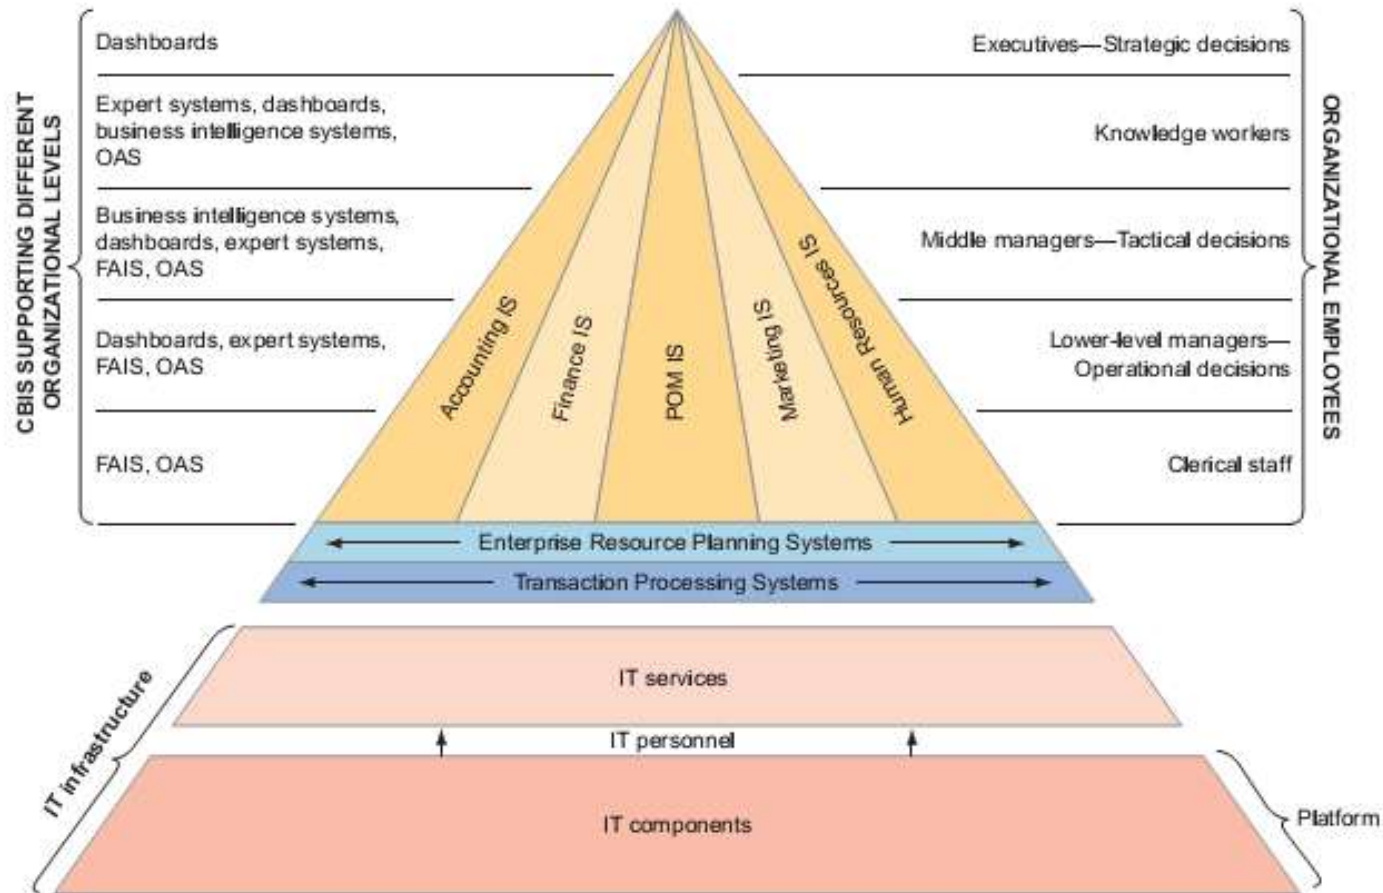 CBIS SUPPORTING DIFFERENT
ORGANIZATIONAL LEVELS
Dashboards
Executives—Strategic decisions
Expert systems, dashboards,
business intelligence systems,
OAS
Knowledge workers
Business intelligence systems,
dashboards, expert systems,
FAIS, OAS
Middle managers—Tactical decisions
Dashboards, expert systems,
FAIS, OAS
Lower-level managers—
Operational decisions
FAIS, OAS
Clerical staff
ORGANIZATIONAL EMPLOYEES
Accounting IS
Finance IS
POM IS
Marketing IS
Human Resources IS
Enterprise Resource Planning Systems
Transaction Processing Systems
IT infrastructure
IT services
IT personnel
IT components
Platform